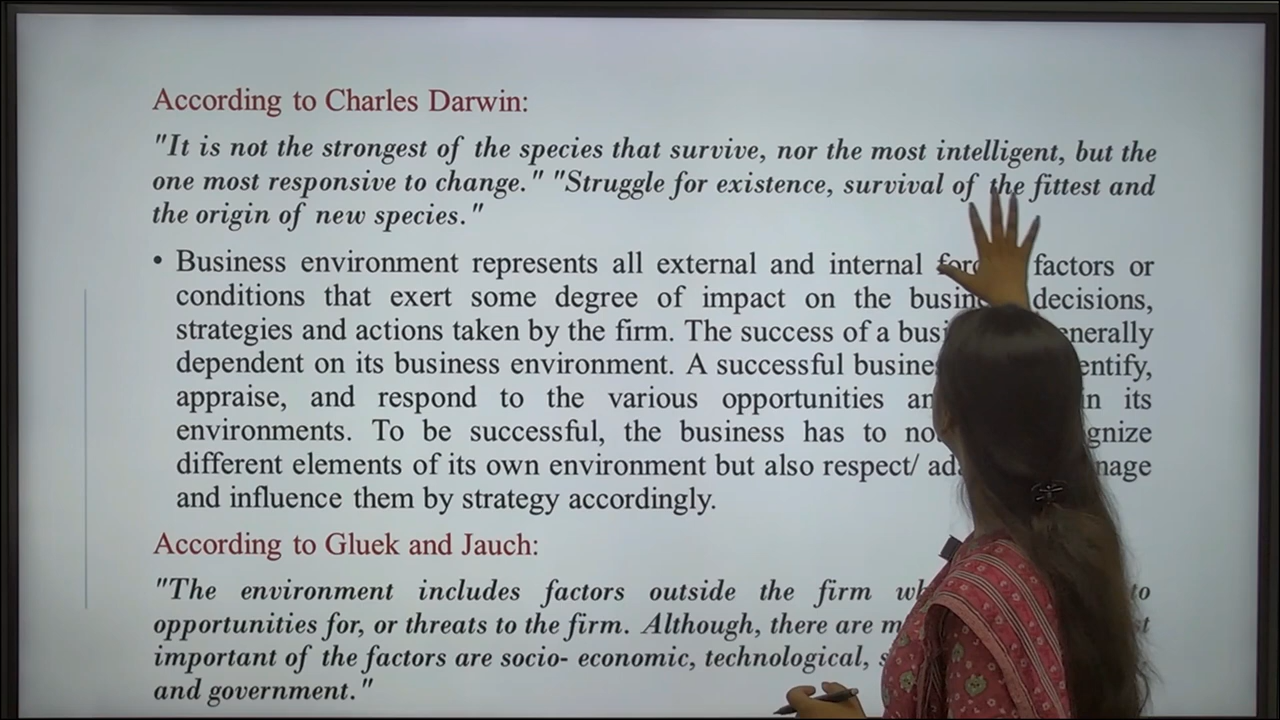 According to Charles Darwin:
"It is not the strongest of the species that survive, nor the most intelligent, but the
one most responsive to change." "Struggle for existence, survival of the fittest and
the origin of new species."
• Business environment represents all external and internal factors or
conditions that exert some degree of impact on the decisions,
strategies and actions taken by the firm. The success of a
dependent on its business environment. A successful
appraise, and respond to the various opportunities in its
environments. To be successful, the business has to
different elements of its own environment but also respect/
and influence them by strategy accordingly.
According to Gluek and Jauch:
"The environment includes factors outside the firm to
opportunities for, or threats to the firm. Although, there are
important of the factors are socio- economic, technological,
and government."